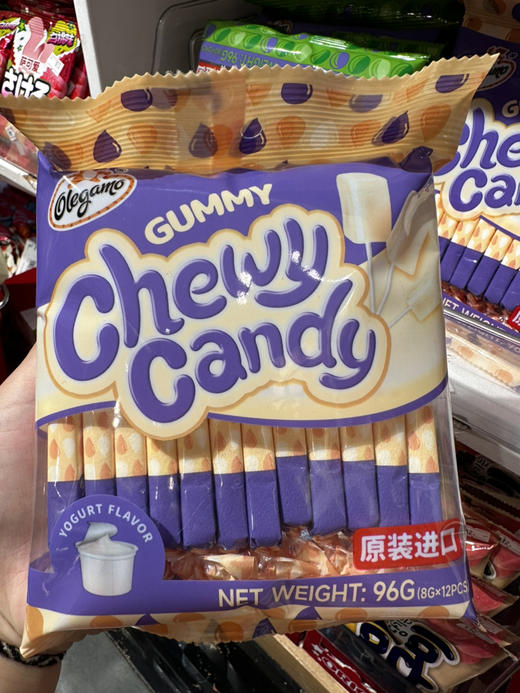 Olegamo
GUMMY
Chewy
Candy
YOGURT FLAVOR
原装进口
NET WEIGHT: 96G (8G×12PCS